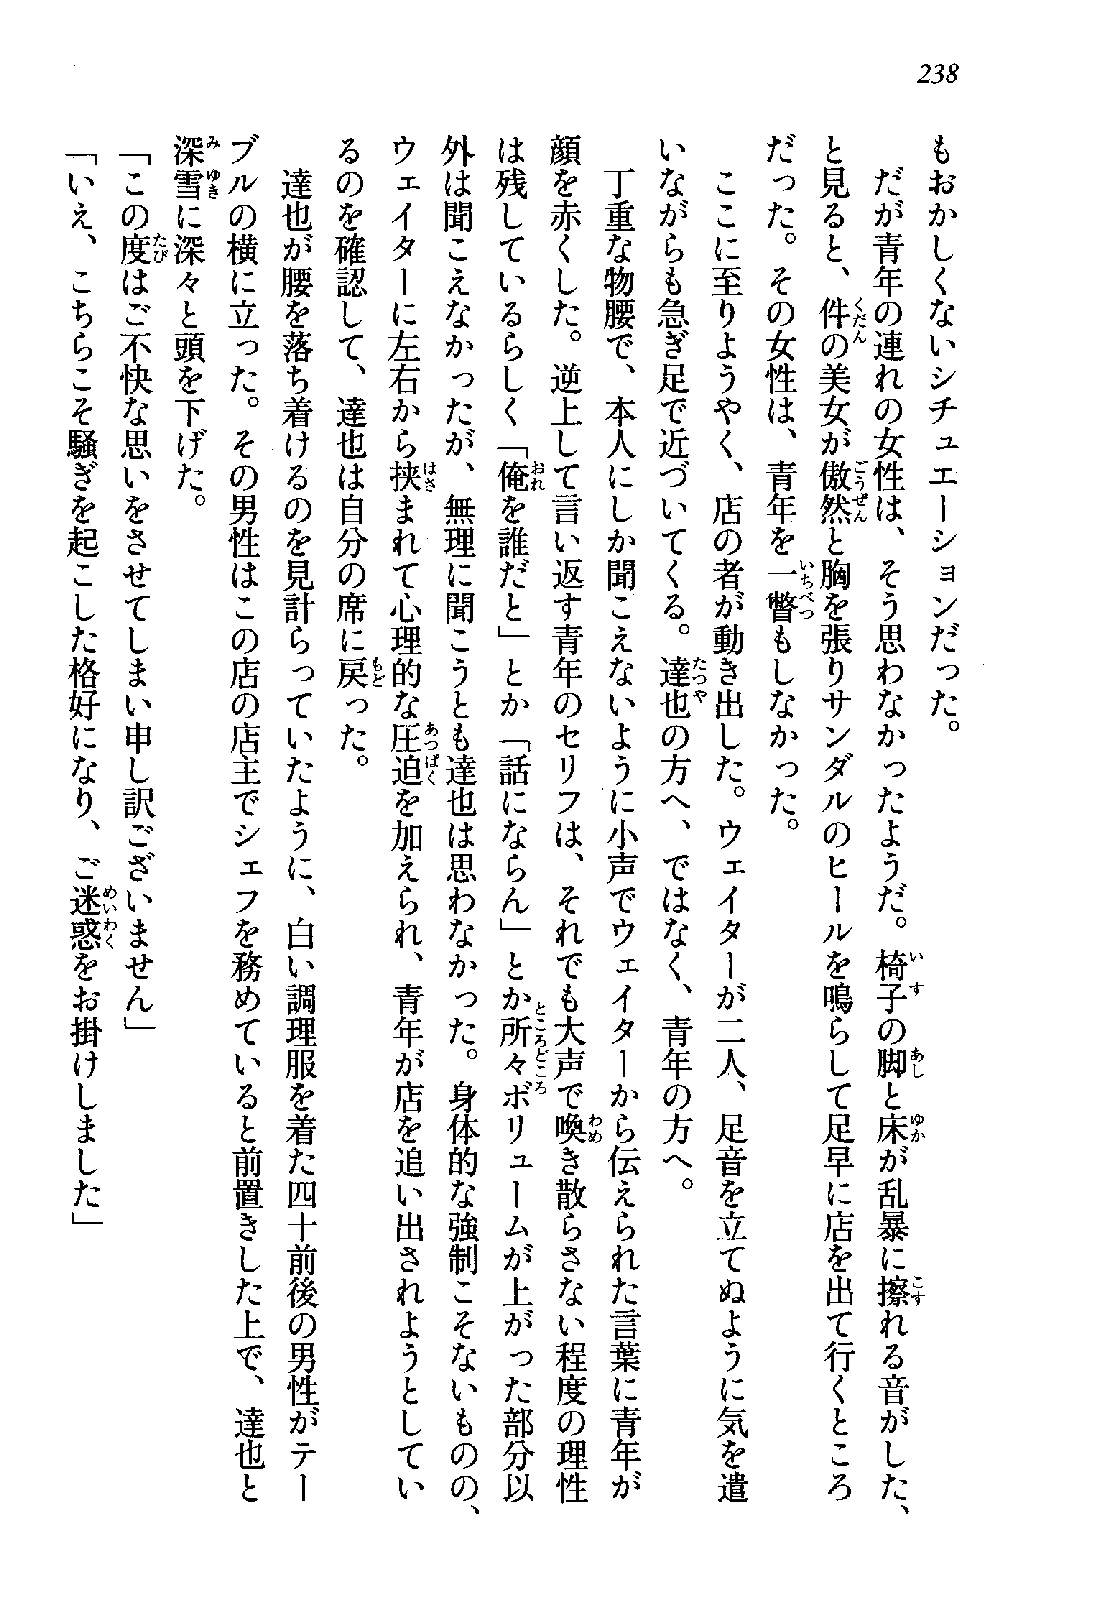 238
もおかしくないシチュエーションだった。
だが青年の連れの女性は、そう思わなかったようだ。椅子の脚と床が乱暴に擦れる音がした、
と見ると、件の美女が傲然と胸を張りサンダルのヒールを鳴らして足早に店を出て行くところ
だった。その女性は、青年を一瞥もしなかった。
ここに至りようやく、店の者が動き出した。ウェイターが二人、足音を立てぬように気を遣
いながらも急ぎ足で近づいてくる。達也の方へ、ではなく、青年の方へ。
丁重な物腰で、本人にしか聞こえないように小声でウェイターから伝えられた言葉に青年が
顔を赤くした。逆上して言い返す青年のセリフは、それでも大声で喚き散らさない程度の理性
は残しているらしく「俺を誰だと」とか「話にならん」とか所々ボリュームが上がった部分以
外は聞こえなかったが、無理に聞こうとも達也は思わなかった。身体的な強制こそないものの、
ウェイターに左右から挟まれて心理的な圧迫を加えられ、青年が店を追い出されようとしてい
るのを確認して、達也は自分の席に戻った。
達也が腰を落ち着けるのを見計らっていたように、白い調理服を着た四十前後の男性がテー
ブルの横に立った。その男性はこの店の店主でシェフを務めていると前置きした上で、達也と
深雪に深々と頭を下げた。
「この度はご不快な思いをさせてしまい申し訳ございません」
「いえ、こちらこそ騒ぎを起こした格好になり、ご迷惑をお掛けしました」